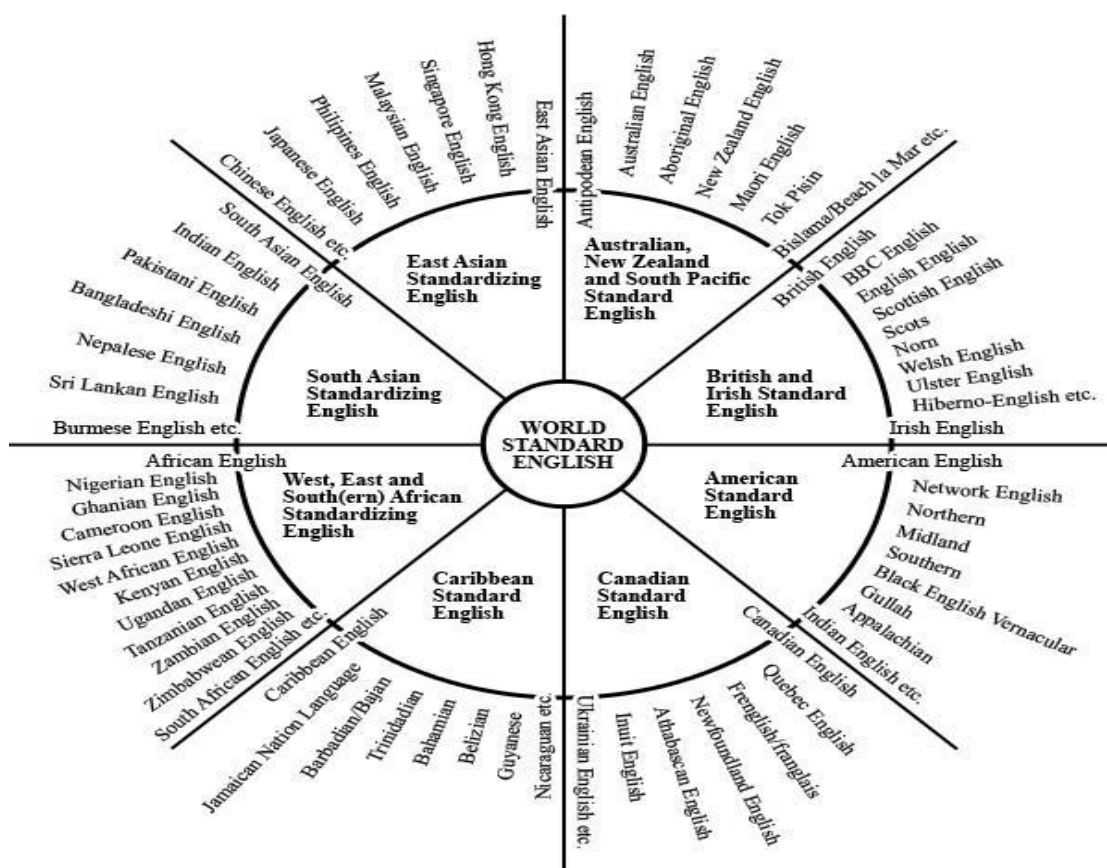 WORLD
STANDARD
ENGLISH
East Asian
Standardizing
English
East Asian English
Hong Kong English
Singapore English
Malaysian English
Philipines English
Japanese English
Chinese English etc.
Australian,
New Zealand
and South Pacific
Standard
English
Antipodean English
Australian English
Aboriginal English
New Zealand English
Maori English
Tok Pisin
Bislama/Beach la Mar etc.
British and
Irish Standard
English
British English
BBC English
English English
Scottish English
Scots
Norn
Welsh English
Ulster English
Hiberno-English etc.
Irish English
American
Standard
English
American English
Network English
Northern
Midland
Southern
Black English Vernacular
Gullah
Appalachian
Indian English etc.
Canadian
Standard
English
Canadian English
Quebec English
Frenglish/franglais
Newfoundland English
Athabascan English
Inuit English
Ukrainian English etc.
Caribbean
Standard
English
Caribbean English
Jamaican Nation Language
Barbadian/Bajan
Trinidadian
Bahamian
Belizian
Guyanese
Nicaraguan etc.
West, East and
South(ern) African
Standardizing
English
African English
Nigerian English
Ghanian English
Cameroon English
Sierra Leone English
West African English
Kenyan English
Ugandan English
Tanzanian English
Zambian English
Zimbabwean English
South African English etc.
South Asian
Standardizing
English
South Asian English
Indian English
Pakistani English
Bangladeshi English
Nepalese English
Sri Lankan English
Burmese English etc.